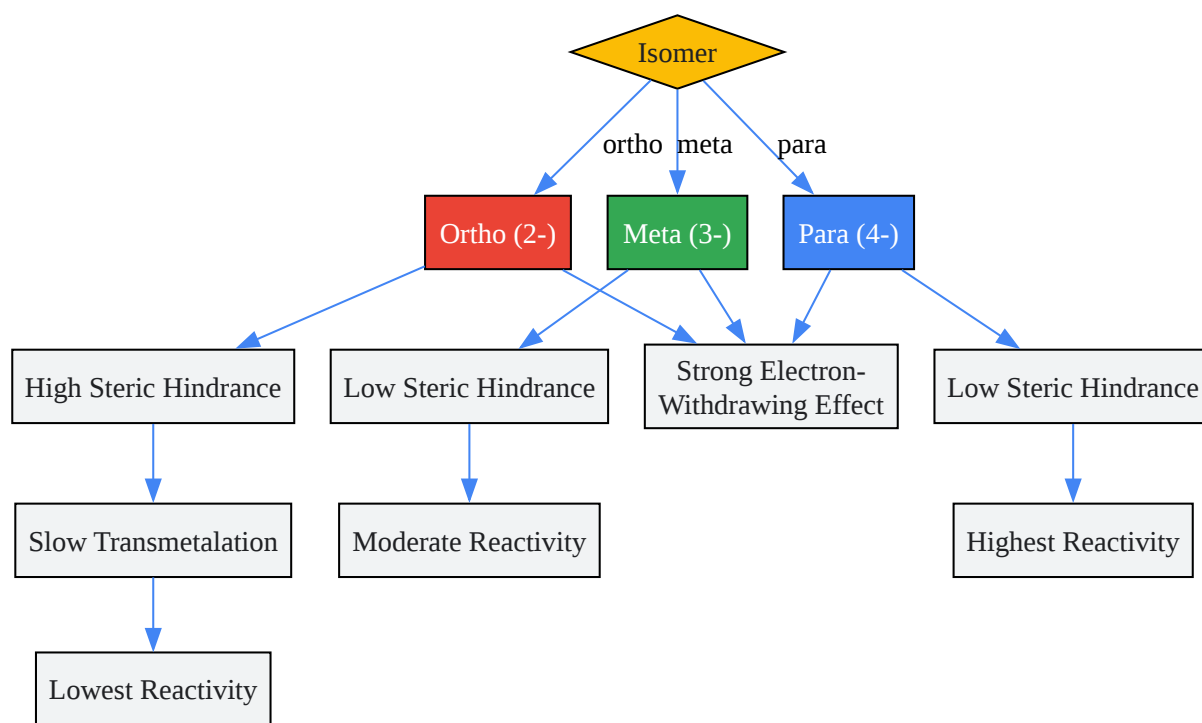 Isomer
ortho
meta
para
Ortho (2-)
Meta (3-)
Para (4-)
High Steric Hindrance
Low Steric Hindrance
Strong Electron-
Withdrawing Effect
Low Steric Hindrance
Slow Transmetalation
Moderate Reactivity
Highest Reactivity
Lowest Reactivity